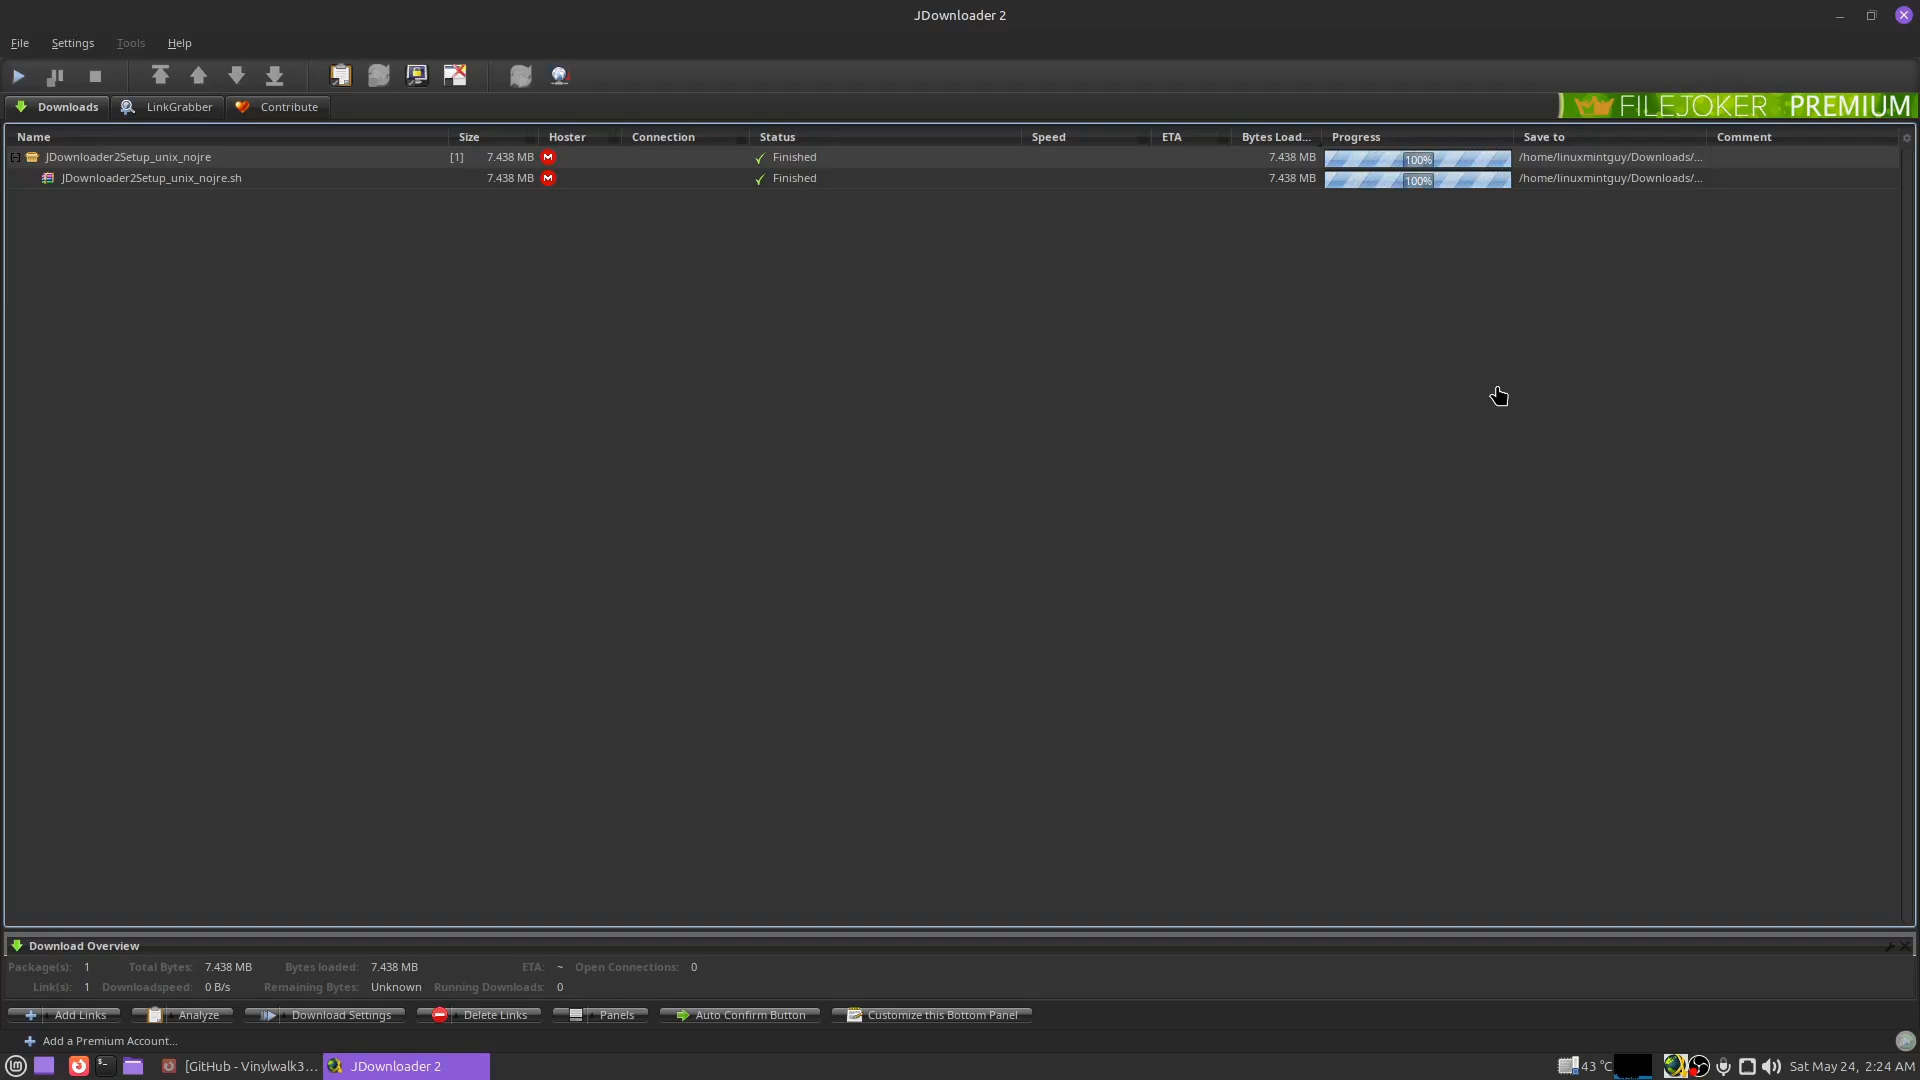 JDownloader 2
File Settings Tools Help
Downloads LinkGrabber Contribute FILEJOKER PREMIUM
Name Size Hoster Connection Status Speed ETA Bytes Load... Progress Save to Comment
JDownloader2Setup_unix_nojre [1] 7.438 MB Finished 7.438 MB 100% /home/linuxmintguy/Downloads/...
JDownloader2Setup_unix_nojre.sh 7.438 MB Finished 7.438 MB 100% /home/linuxmintguy/Downloads/...
Download Overview
Package(s): 1 Total Bytes: 7.438 MB Bytes loaded: 7.438 MB ETA: ~ Open Connections: 0
Link(s): 1 Downloadspeed: 0 B/s Remaining Bytes: Unknown Running Downloads: 0
Add Links Analyze Download Settings Delete Links Panels Auto Confirm Button Customize this Bottom Panel
Add a Premium Account...
[GitHub - Vinylwalk3... JDownloader 2 43 °C Sat May 24, 2:24 AM